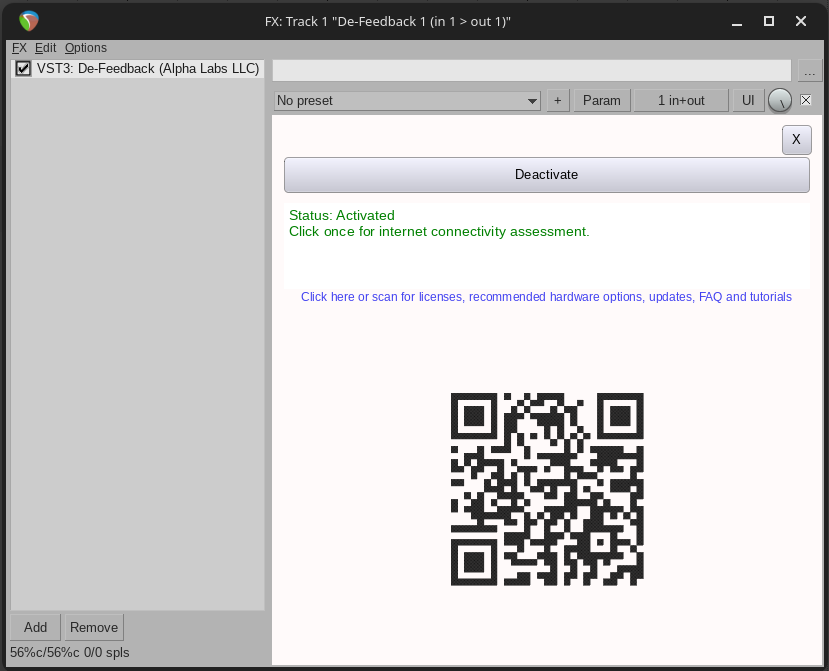 FX: Track 1 "De-Feedback 1 (in 1 > out 1)"
FX Edit Options
VST3: De-Feedback (Alpha Labs LLC)
...
No preset
+
Param
1 in+out
UI
X
Deactivate
Status: Activated
Click once for internet connectivity assessment.
Click here or scan for licenses, recommended hardware options, updates, FAQ and tutorials
Add
Remove
56%c/56%c 0/0 spls